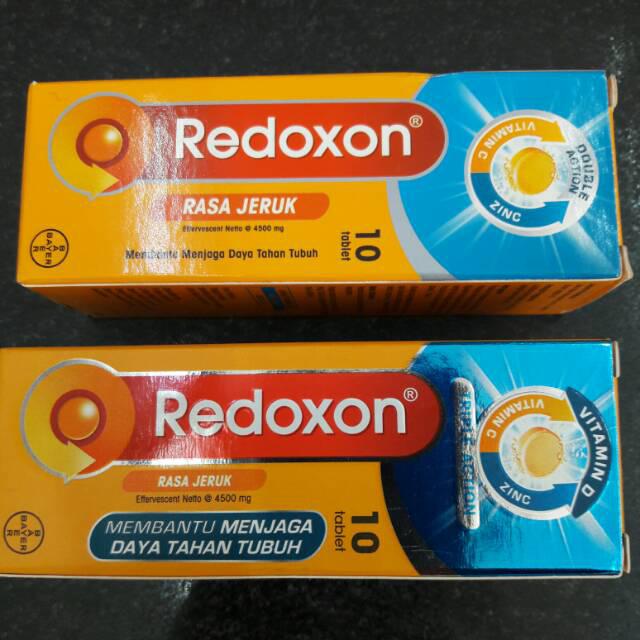 Redoxon®
RASA JERUK
Effervescent Netto @ 4500 mg
Membantu Menjaga Daya Tahan Tubuh
10
tablet
BAYER
BAYER
VITAMIN C
ZINC
DOUBLE
ACTION
Redoxon®
RASA JERUK
Effervescent Netto @ 4500 mg
MEMBANTU MENJAGA
DAYA TAHAN TUBUH
10
tablet
BAYER
BAYER
TRIPLE ACTION
VITAMIN C
ZINC
VITAMIN D